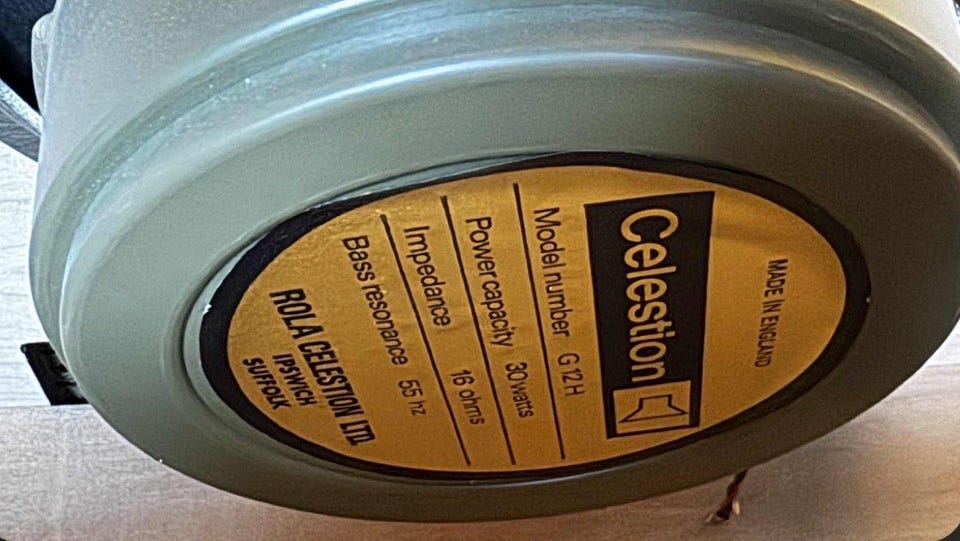 MADE IN ENGLAND
Celestion
Model number G12H
Power capacity 30 watts
Impedance 16 ohms
Bass resonance 55 hz
ROLA CELESTION LTD.
IPSWICH
SUFFOLK